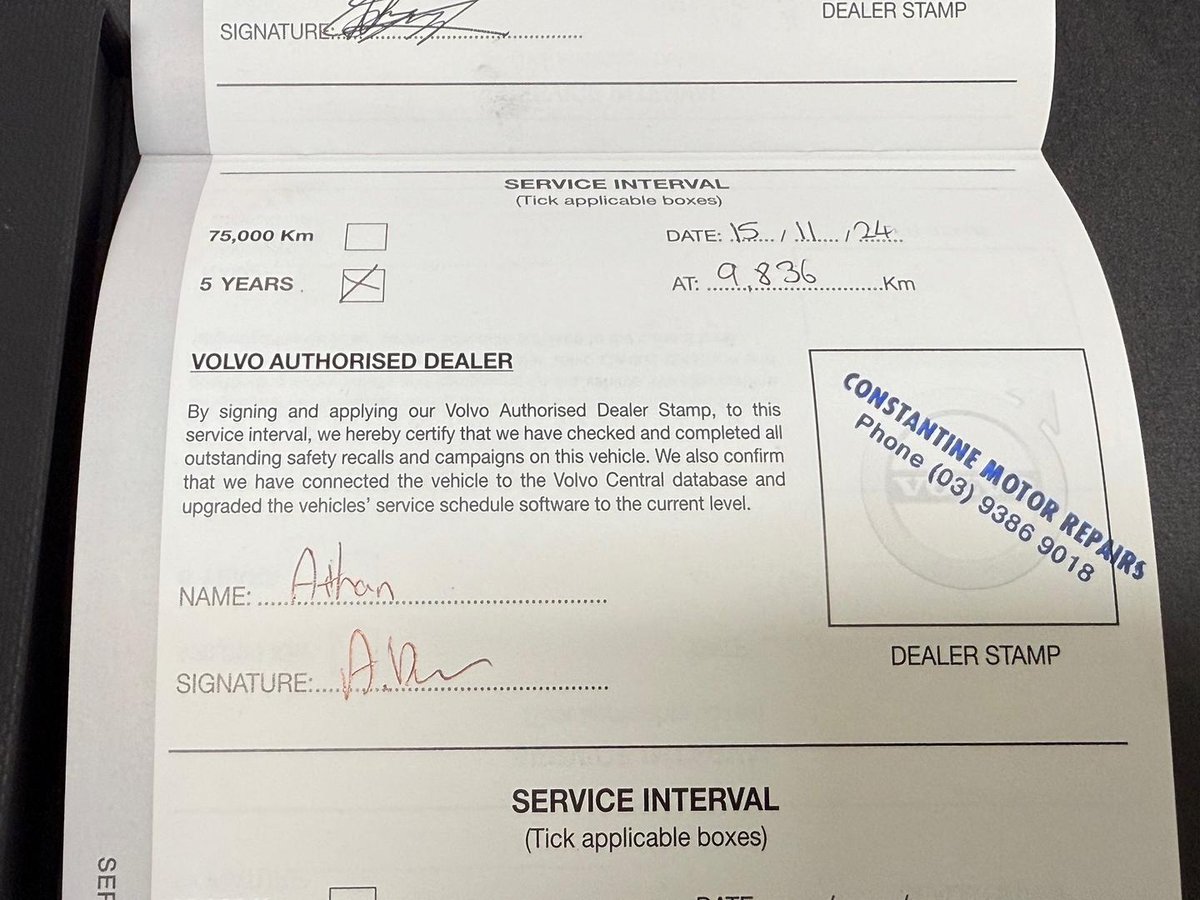 SIGNATURE:
DEALER STAMP
SERVICE INTERVAL
(Tick applicable boxes)
75,000 Km
DATE: 15 / 11 / 24
5 YEARS
AT: 9,836 Km
VOLVO AUTHORISED DEALER
By signing and applying our Volvo Authorised Dealer Stamp, to this
service interval, we hereby certify that we have checked and completed all
outstanding safety recalls and campaigns on this vehicle. We also confirm
that we have connected the vehicle to the Volvo Central database and
upgraded the vehicles' service schedule software to the current level.
CONSTANTINE MOTOR REPAIRS
Phone (03) 9386 9018
VOLVO
NAME: Athan
SIGNATURE:
DEALER STAMP
SERVICE INTERVAL
(Tick applicable boxes)
DATE
SER